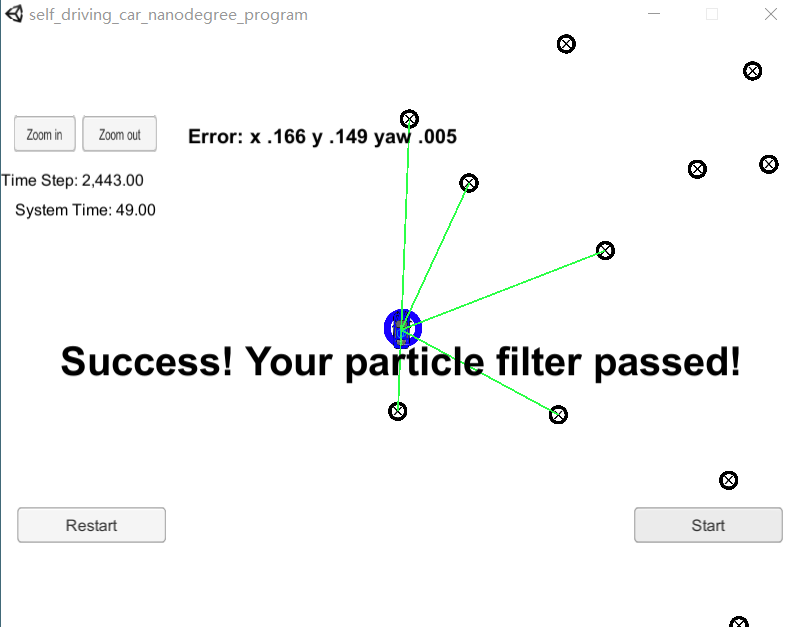 self_driving_car_nanodegree_program
Zoom in
Zoom out
Error: x .166 y .149 yaw .005
Time Step: 2,443.00
System Time: 49.00
Success! Your particle filter passed!
Restart
Start